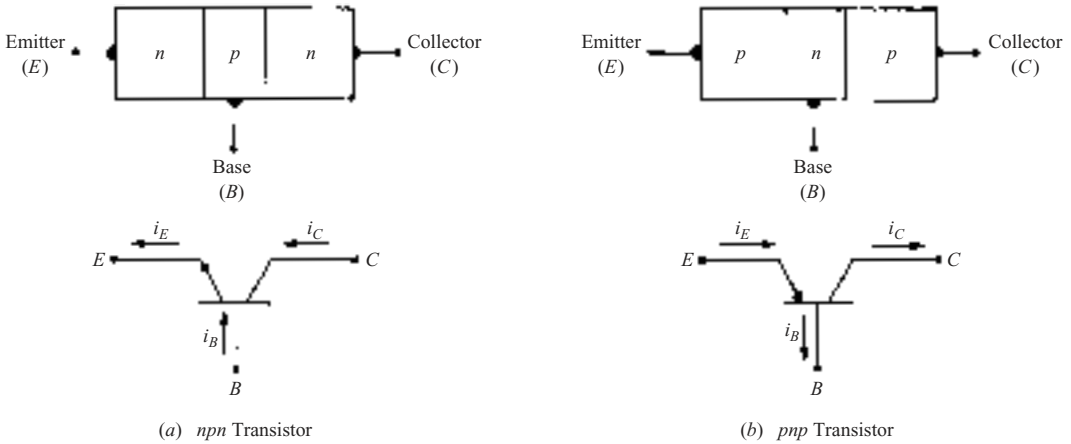 Emitter
(E)
n
p
n
Collector
(C)
Base
(B)
i_E
i_C
E
C
i_B
B
(a) npn Transistor
Emitter
(E)
p
n
p
Collector
(C)
Base
(B)
i_E
i_C
E
C
i_B
B
(b) pnp Transistor